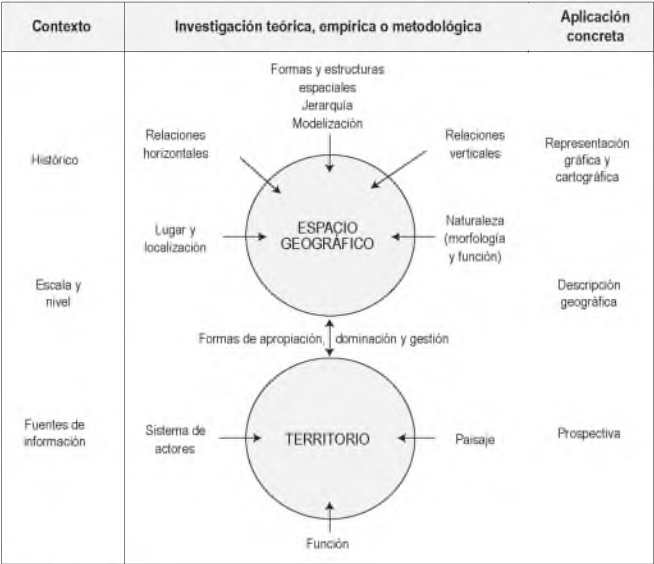 Contexto
Investigación teórica, empírica o metodológica
Aplicación
concreta
Formas y estructuras
espaciales
Jerarquía
Modelización
Relaciones
horizontales
Relaciones
verticales
Histórico
Representación
gráfica y
cartográfica
Lugar y
localización
ESPACIO
GEOGRÁFICO
Naturaleza
(morfología
y función)
Escala y
nivel
Descripción
geográfica
Formas de apropiación, dominación y gestión
Fuentes de
información
Sistema de
actores
TERRITORIO
Paisaje
Prospectiva
Función